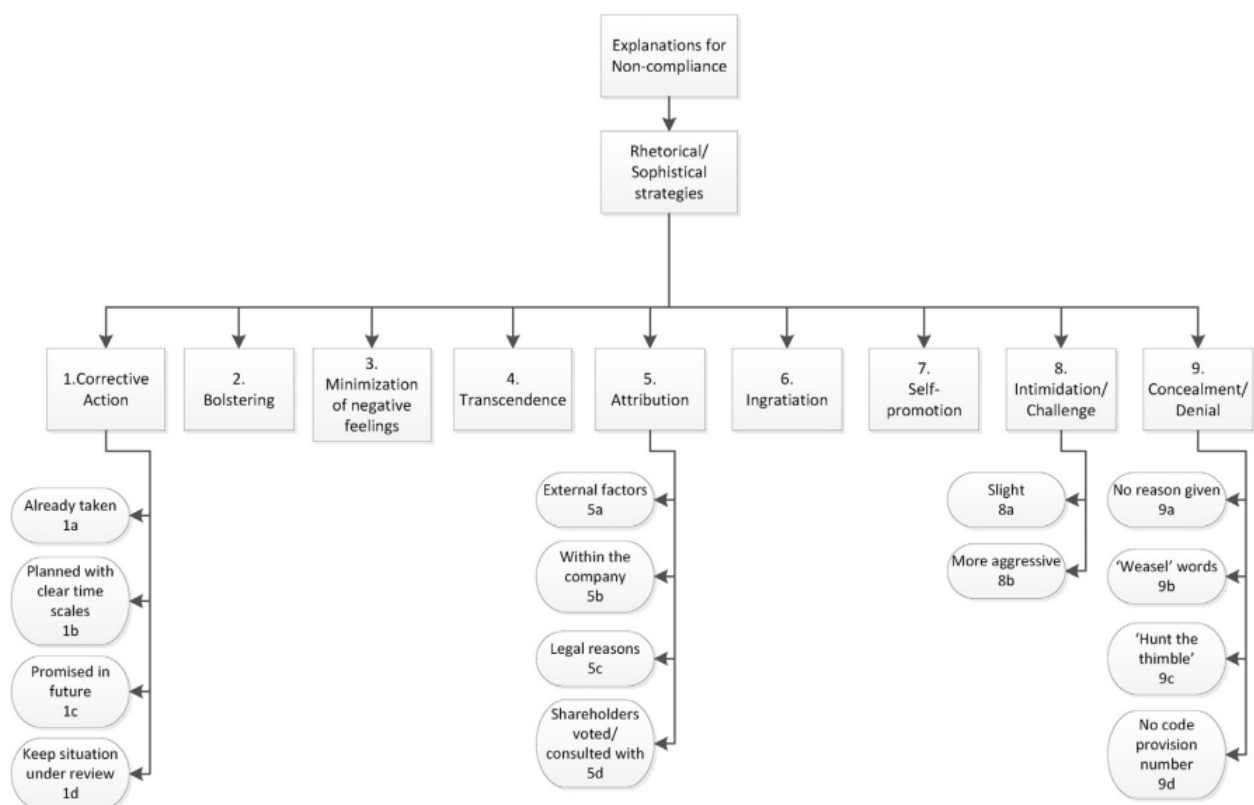 Explanations for
Non-compliance
Rhetorical/
Sophistical
strategies
1.Corrective
Action
2.
Bolstering
3.
Minimization
of negative
feelings
4.
Transcendence
5.
Attribution
6.
Ingratiation
7.
Self-
promotion
8.
Intimidation/
Challenge
9.
Concealment/
Denial
Already taken
1a
Planned with
clear time
scales
1b
Promised in
future
1c
Keep situation
under review
1d
External factors
5a
Within the
company
5b
Legal reasons
5c
Shareholders
voted/
consulted with
5d
Slight
8a
More aggressive
8b
No reason given
9a
‘Weasel’ words
9b
‘Hunt the
thimble’
9c
No code
provision
number
9d